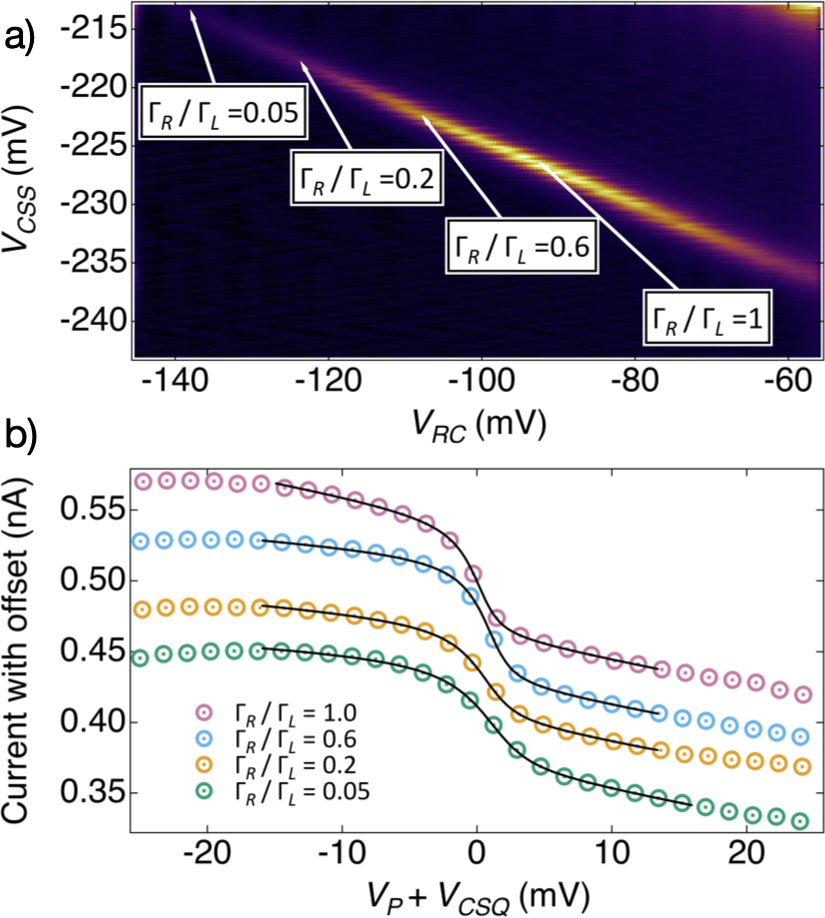 a)
-215
-220
-225
-230
-235
-240
V_CSS (mV)
Γ_R / Γ_L =0.05
Γ_R / Γ_L =0.2
Γ_R / Γ_L =0.6
Γ_R / Γ_L =1
-140 -120 -100 -80 -60
V_RC (mV)
b)
0.55
0.50
0.45
0.40
0.35
Current with offset (nA)
Γ_R / Γ_L = 1.0
Γ_R / Γ_L = 0.6
Γ_R / Γ_L = 0.2
Γ_R / Γ_L = 0.05
-20 -10 0 10 20
V_P + V_CSQ (mV)